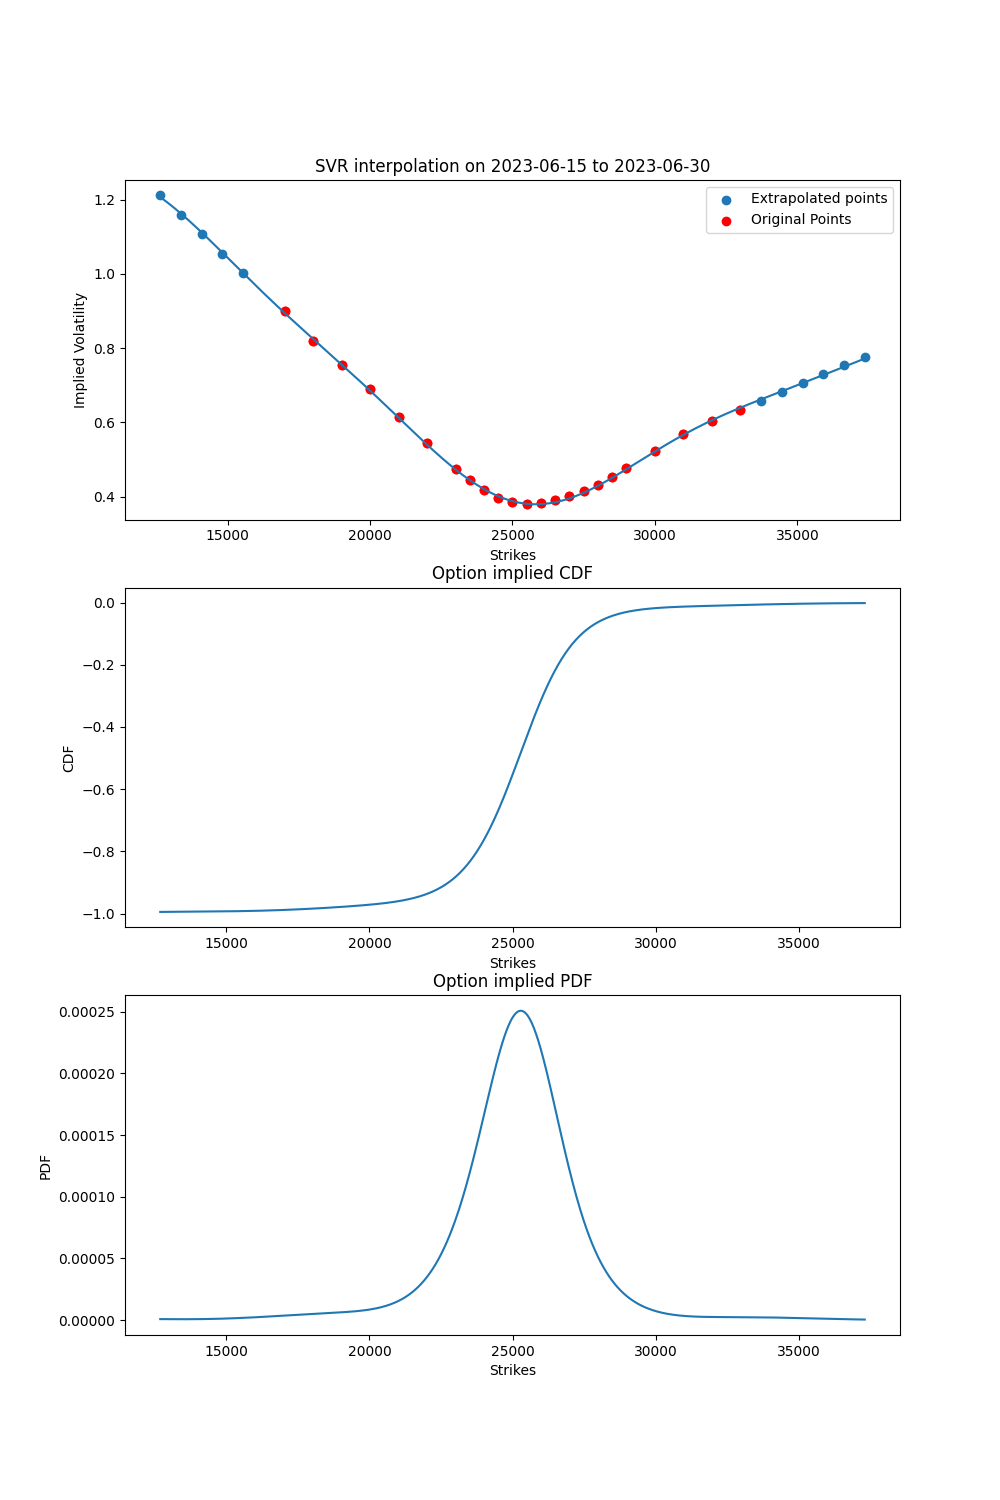 SVR interpolation on 2023-06-15 to 2023-06-30
Extrapolated points
Original Points
1.2
1.0
0.8
0.6
0.4
Implied Volatility
15000 20000 25000 30000 35000
Strikes
Option implied CDF
0.0
−0.2
−0.4
−0.6
−0.8
−1.0
CDF
15000 20000 25000 30000 35000
Strikes
Option implied PDF
0.00025
0.00020
0.00015
0.00010
0.00005
0.00000
PDF
15000 20000 25000 30000 35000
Strikes